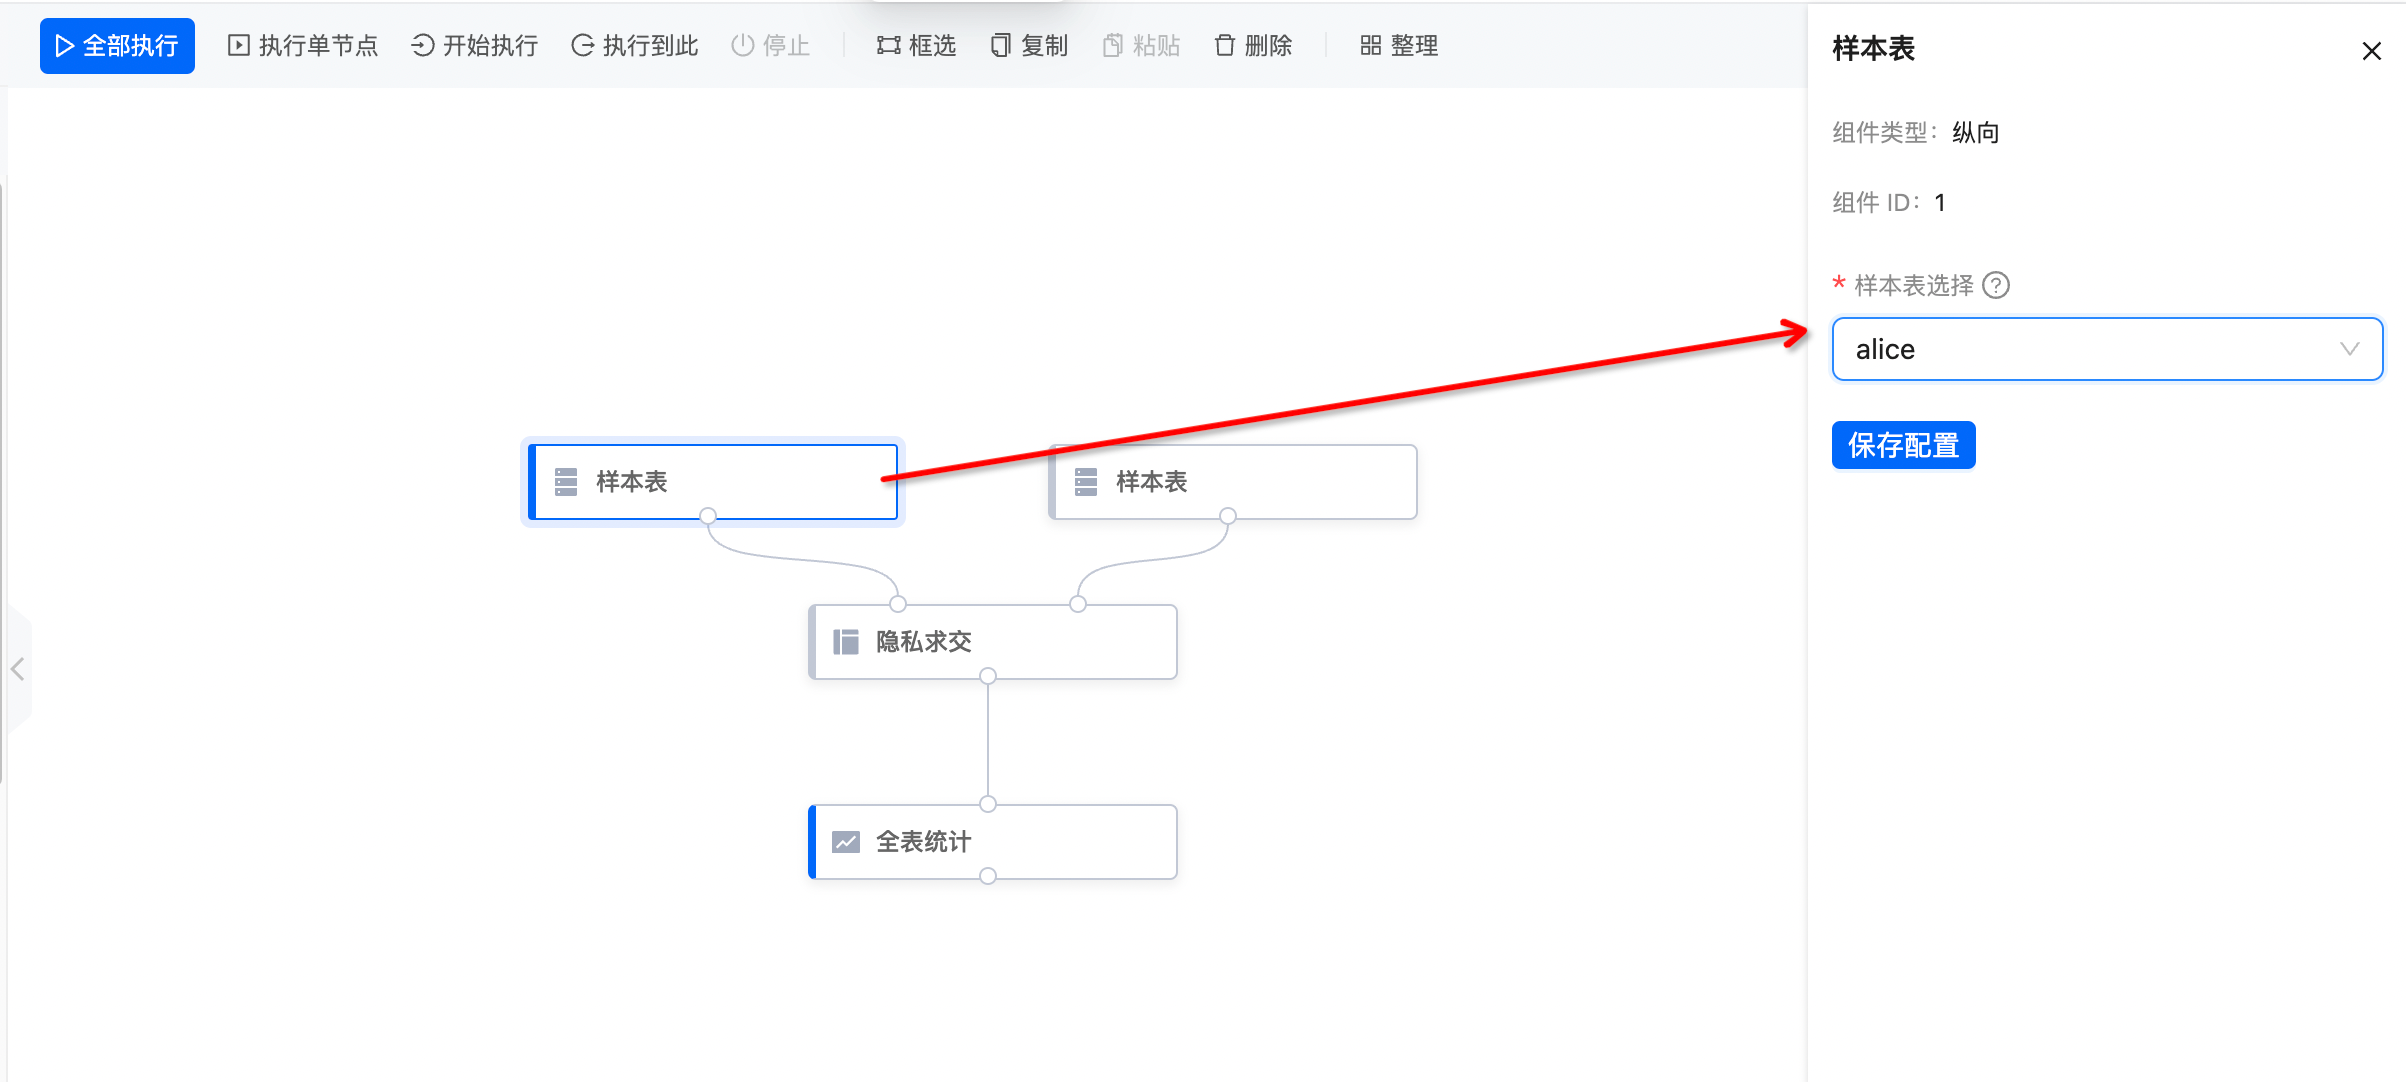 全部执行 执行单节点 开始执行 执行到此 停止 框选 复制 粘贴 删除 整理
样本表
组件类型： 纵向
组件 ID： 1
* 样本表选择 ?
alice
保存配置
样本表 样本表
隐私求交
全表统计